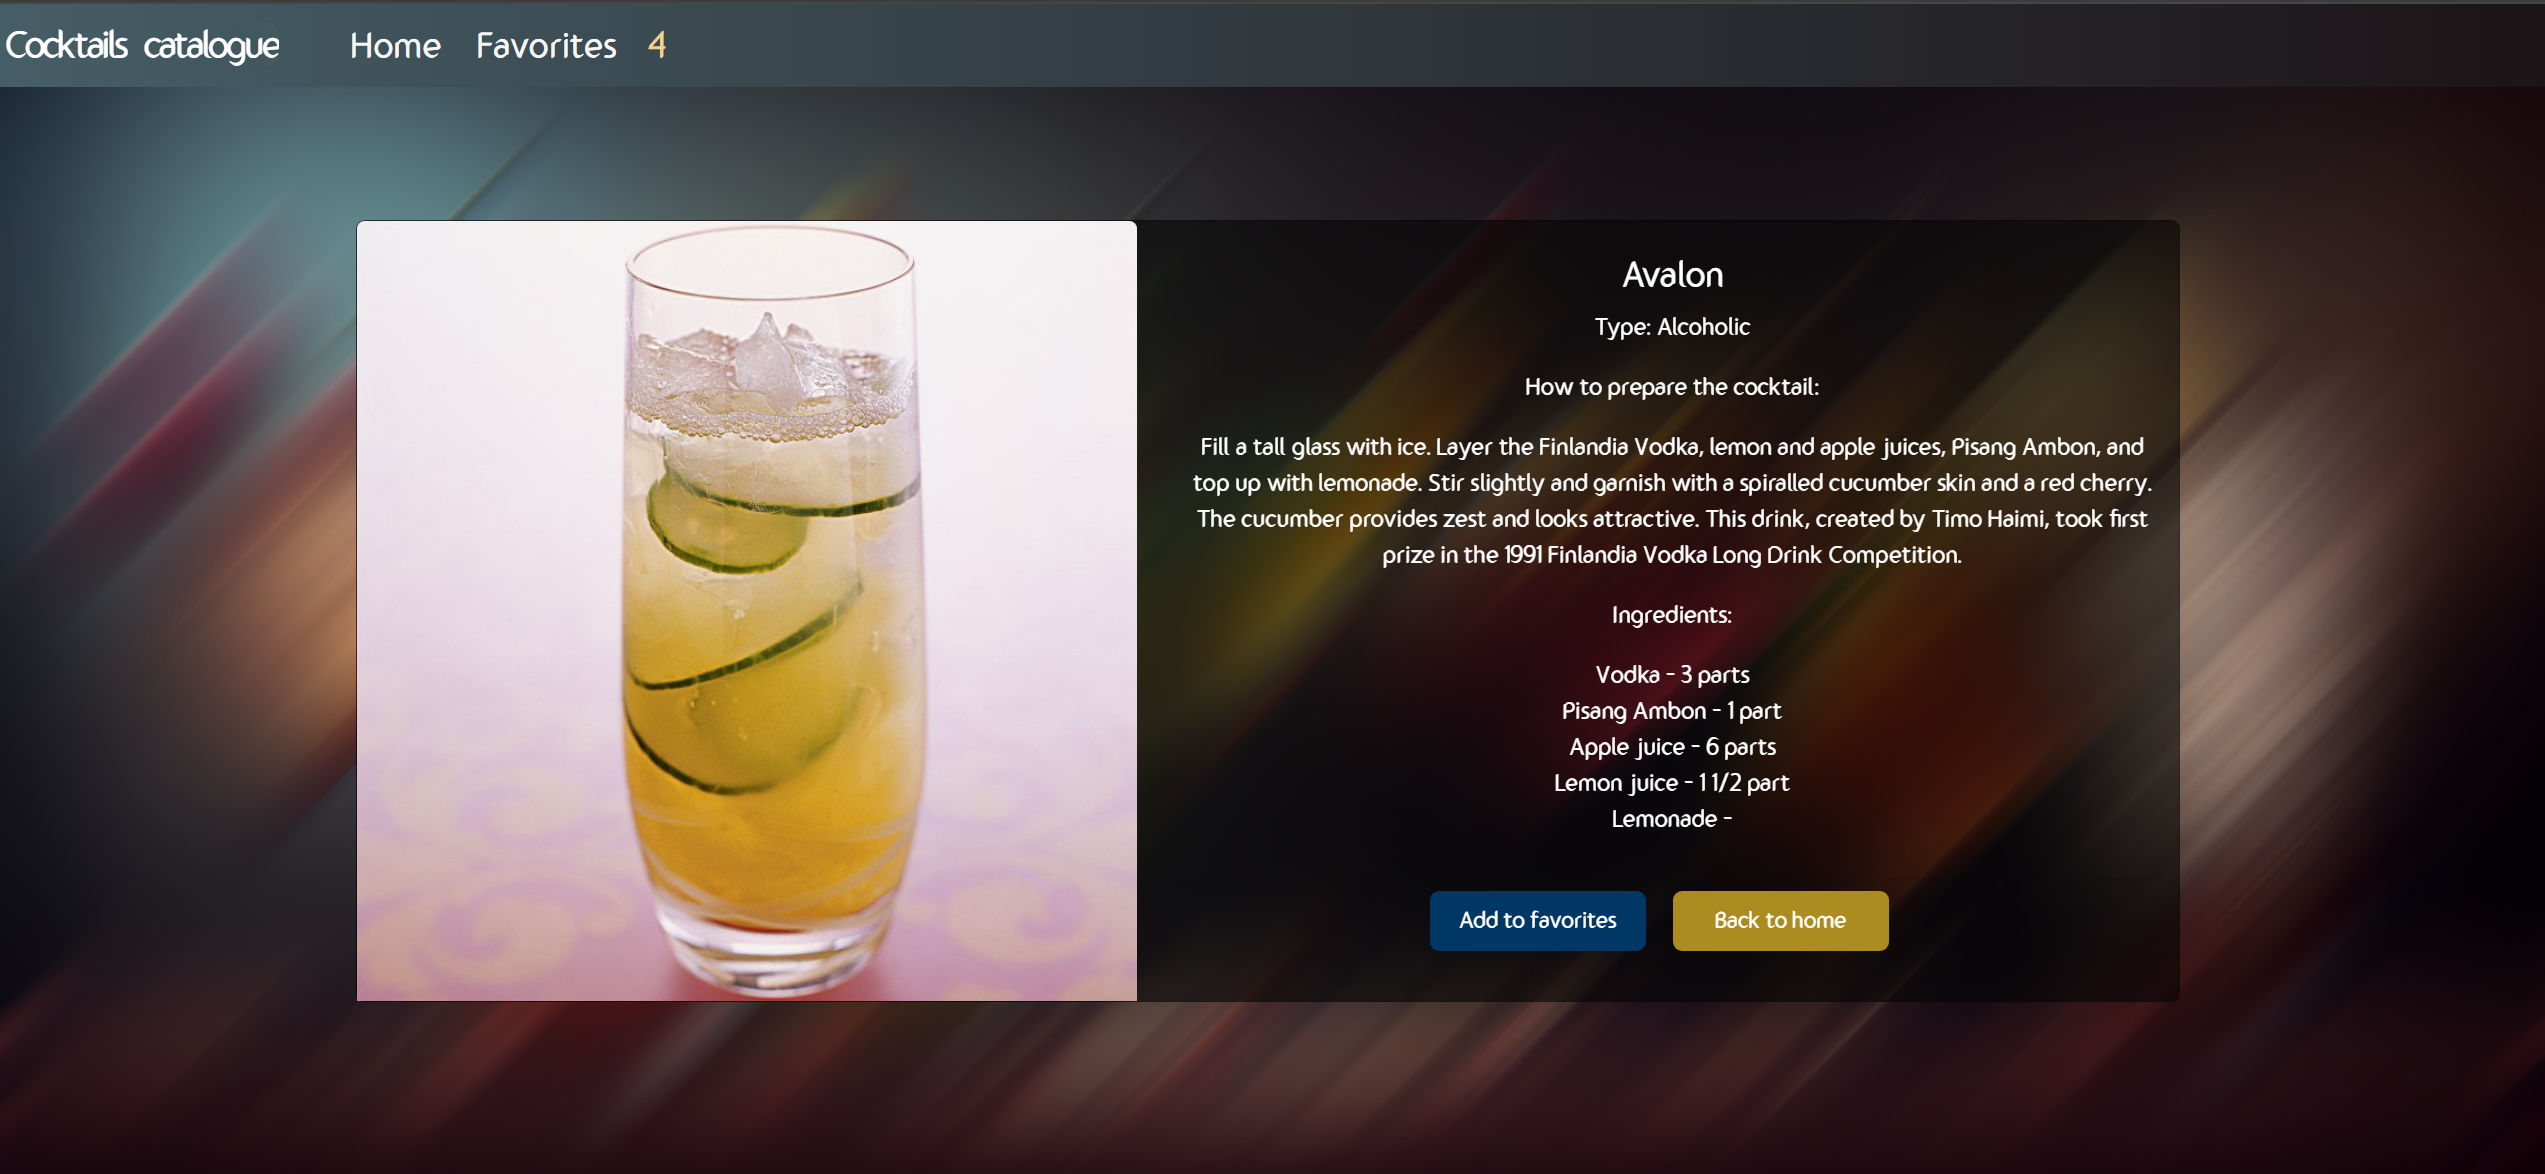 Cocktails catalogue Home Favorites 4
Avalon
Type: Alcoholic
How to prepare the cocktail:
Fill a tall glass with ice. Layer the Finlandia Vodka, lemon and apple juices, Pisang Ambon, and
top up with lemonade. Stir slightly and garnish with a spiralled cucumber skin and a red cherry.
The cucumber provides zest and looks attractive. This drink, created by Timo Haimi, took first
prize in the 1991 Finlandia Vodka Long Drink Competition.
Ingredients:
Vodka - 3 parts
Pisang Ambon - 1 part
Apple juice - 6 parts
Lemon juice - 1 1/2 part
Lemonade -
Add to favorites Back to home